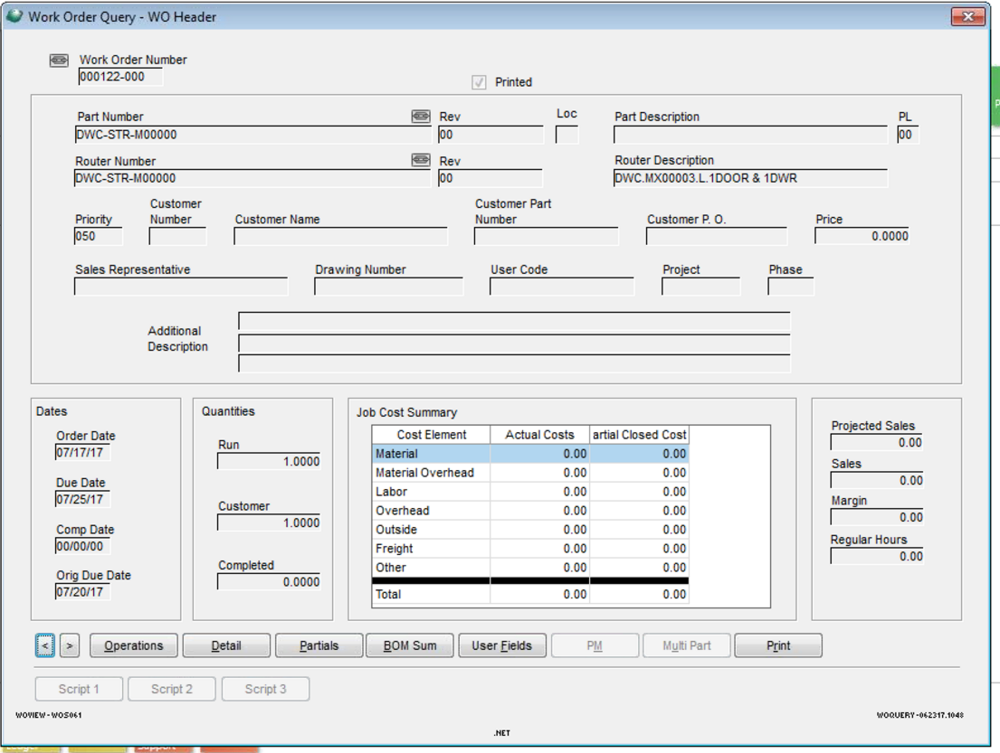 Work Order Query - WO Header
Work Order Number
000122-000
Printed
Part Number Rev Loc Part Description PL
DWC-STR-M00000 00 00
Router Number Rev Router Description
DWC-STR-M00000 00 DWC.MX00003.L.1DOOR & 1DWR
Customer Customer Part
Priority Number Customer Name Number Customer P. O. Price
050 0.0000
Sales Representative Drawing Number User Code Project Phase
Additional
Description
Dates
Order Date
07/17/17
Due Date
07/25/17
Comp Date
00/00/00
Orig Due Date
07/20/17
Quantities
Run
1.0000
Customer
1.0000
Completed
0.0000
Job Cost Summary
Cost Element Actual Costs artial Closed Cost
Material 0.00 0.00
Material Overhead 0.00 0.00
Labor 0.00 0.00
Overhead 0.00 0.00
Outside 0.00 0.00
Freight 0.00 0.00
Other 0.00 0.00
Total 0.00 0.00
Projected Sales
0.00
Sales
0.00
Margin
0.00
Regular Hours
0.00
< > Operations Detail Partials BOM Sum User Fields PM Multi Part Print
Script 1 Script 2 Script 3
WOVIEW-WOS061 WOQUERY-062317.1048
.NET